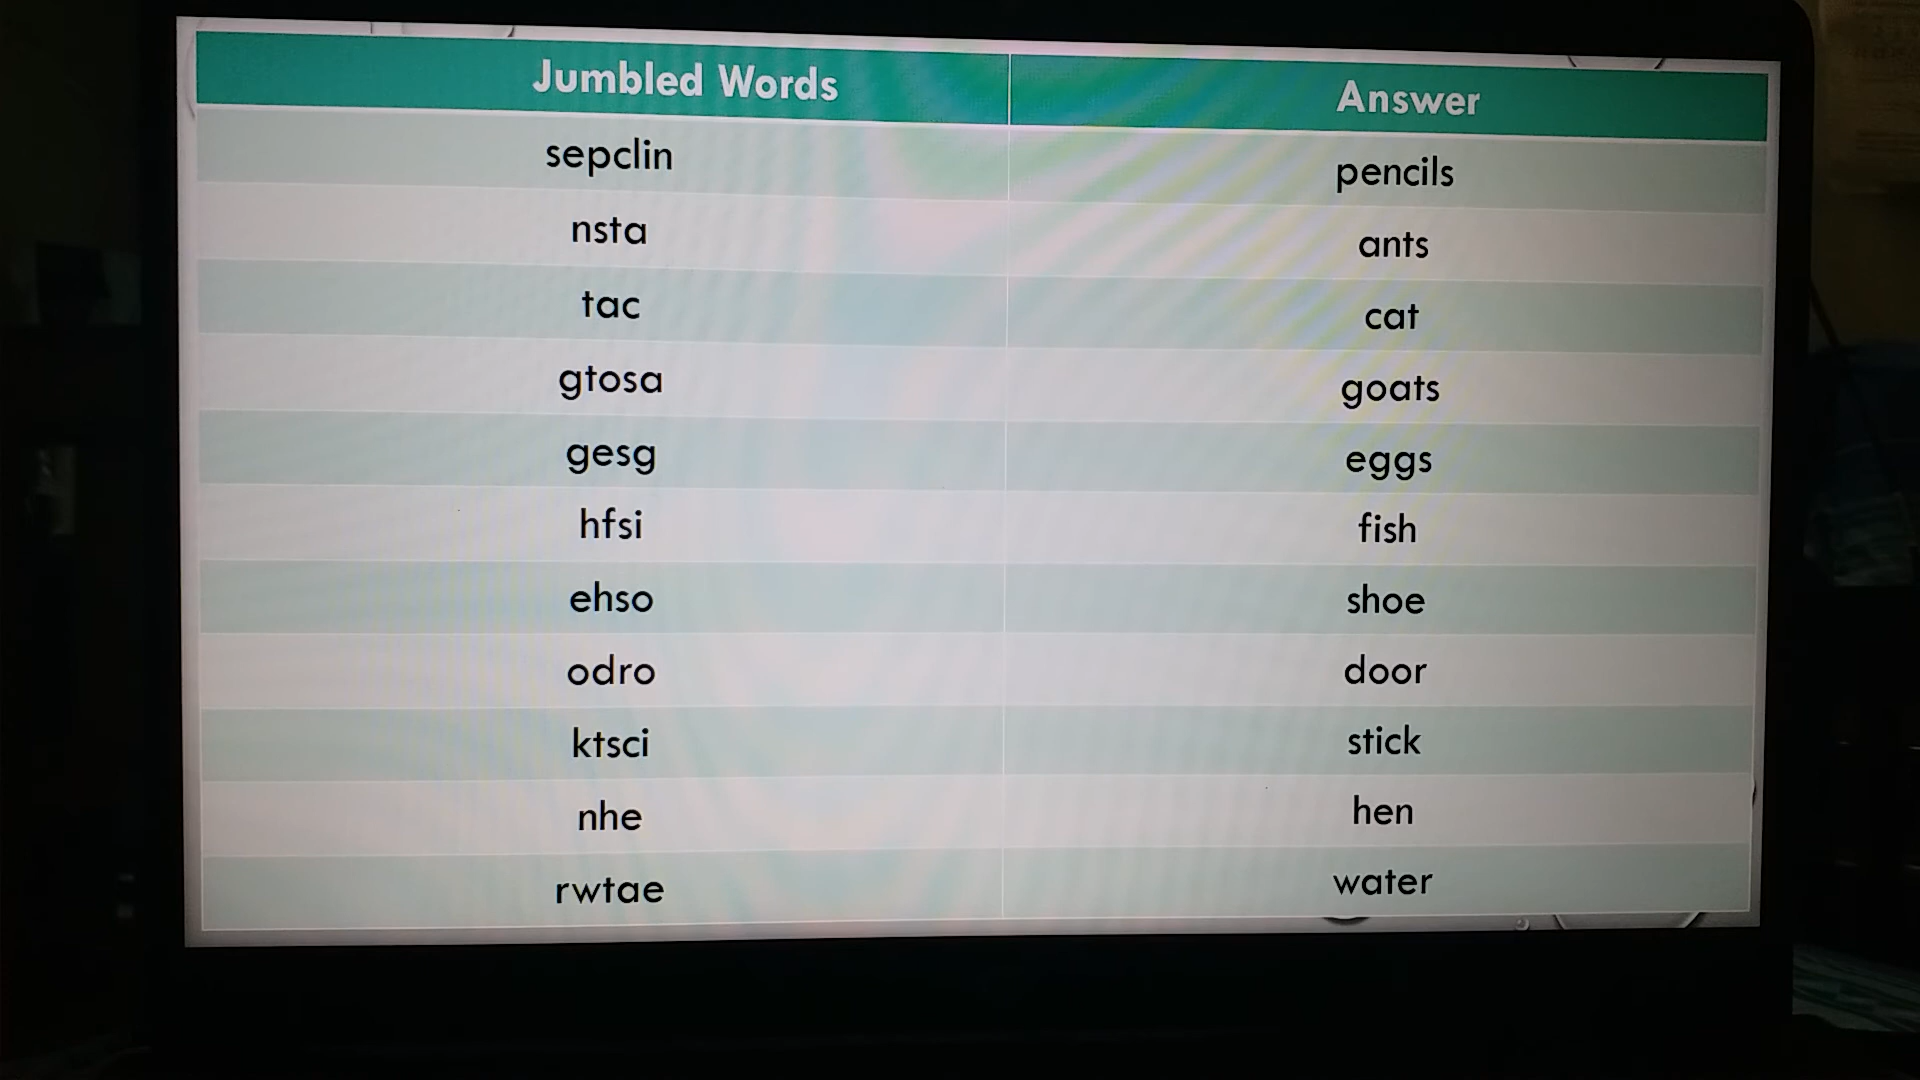 Jumbled Words Answer
sepclin pencils
nsta ants
tac cat
gtosa goats
gesg eggs
hfsi fish
ehso shoe
odro door
ktsci stick
nhe hen
rwtae water